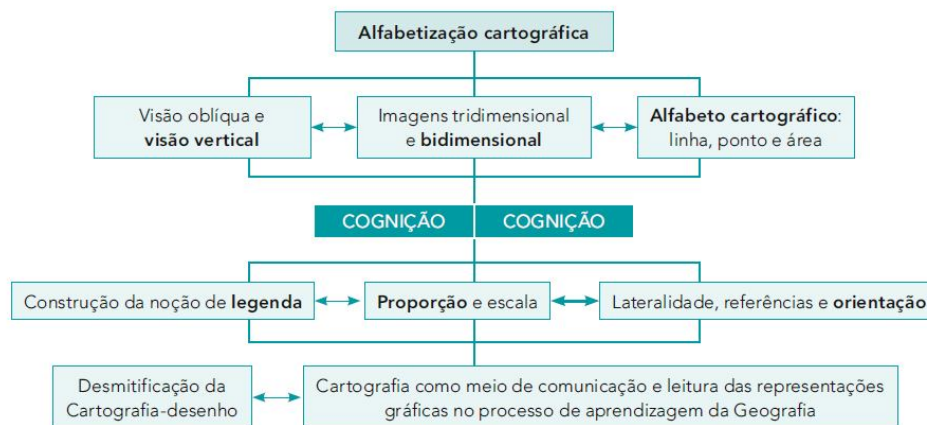 Alfabetização cartográfica
Visão oblíqua e
visão vertical
Imagens tridimensional
e bidimensional
Alfabeto cartográfico:
linha, ponto e área
COGNIÇÃO
COGNIÇÃO
Construção da noção de legenda
Proporção e escala
Lateralidade, referências e orientação
Desmitificação da
Cartografia-desenho
Cartografia como meio de comunicação e leitura das representações
gráficas no processo de aprendizagem da Geografia